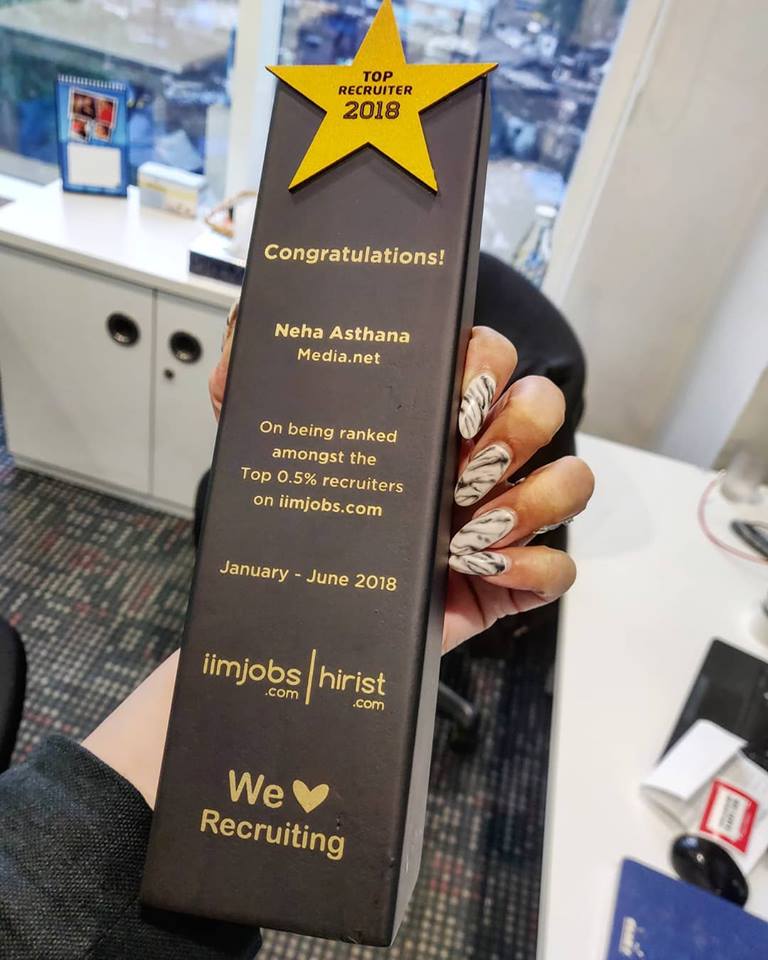 TOP
RECRUITER
2018
Congratulations!
Neha Asthana
Media.net
On being ranked
amongst the
Top 0.5% recruiters
on iimjobs.com
January - June 2018
iimjobs.com | hirist.com
We ♥
Recruiting